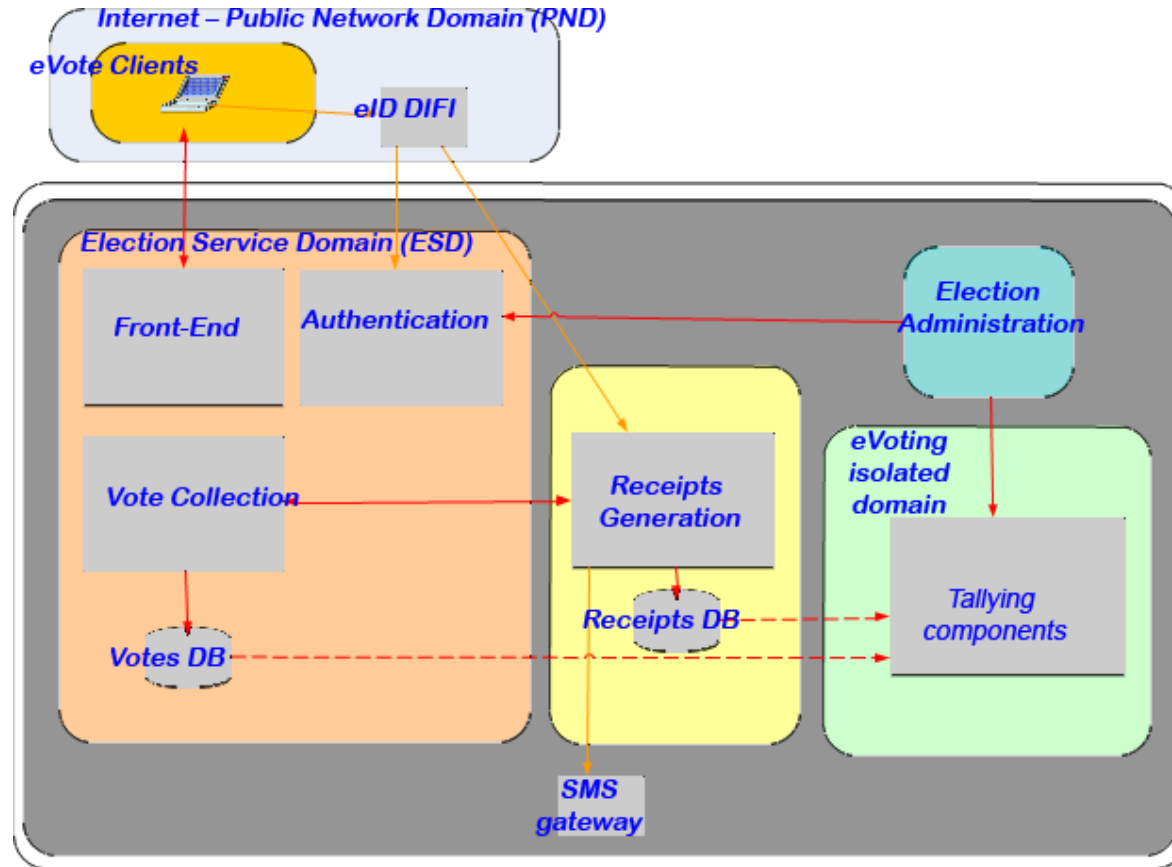 Internet – Public Network Domain (PND)
eVote Clients
eID DIFI
Election Service Domain (ESD)
Front-End
Authentication
Election
Administration
Vote Collection
Receipts
Generation
eVoting
isolated
domain
Tallying
components
Receipts DB
Votes DB
SMS
gateway